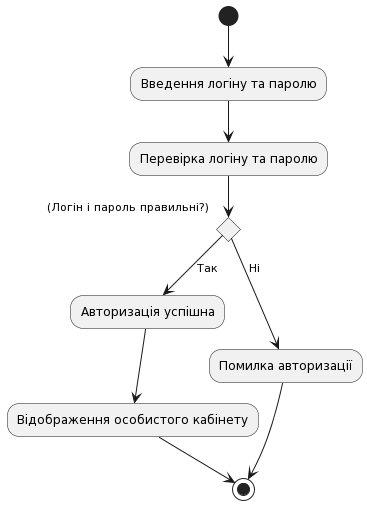 Введення логіну та паролю
Перевірка логіну та паролю
(Логін і пароль правильні?)
Так
Ні
Авторизація успішна
Помилка авторизації
Відображення особистого кабінету